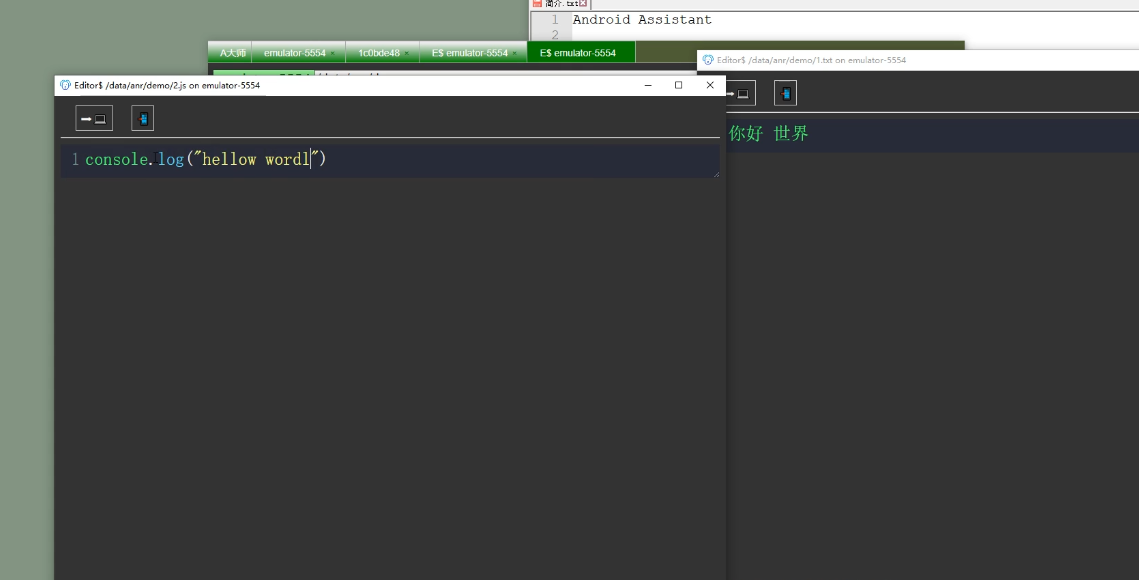 简介.txt
1 Android Assistant
2
A大师 emulator-5554 1c0bde48 E$ emulator-5554 E$ emulator-5554
Editor$ /data/anr/demo/1.txt on emulator-5554
Editor$ /data/anr/demo/2.js on emulator-5554
你好 世界
1 console.log("hellow wordl")